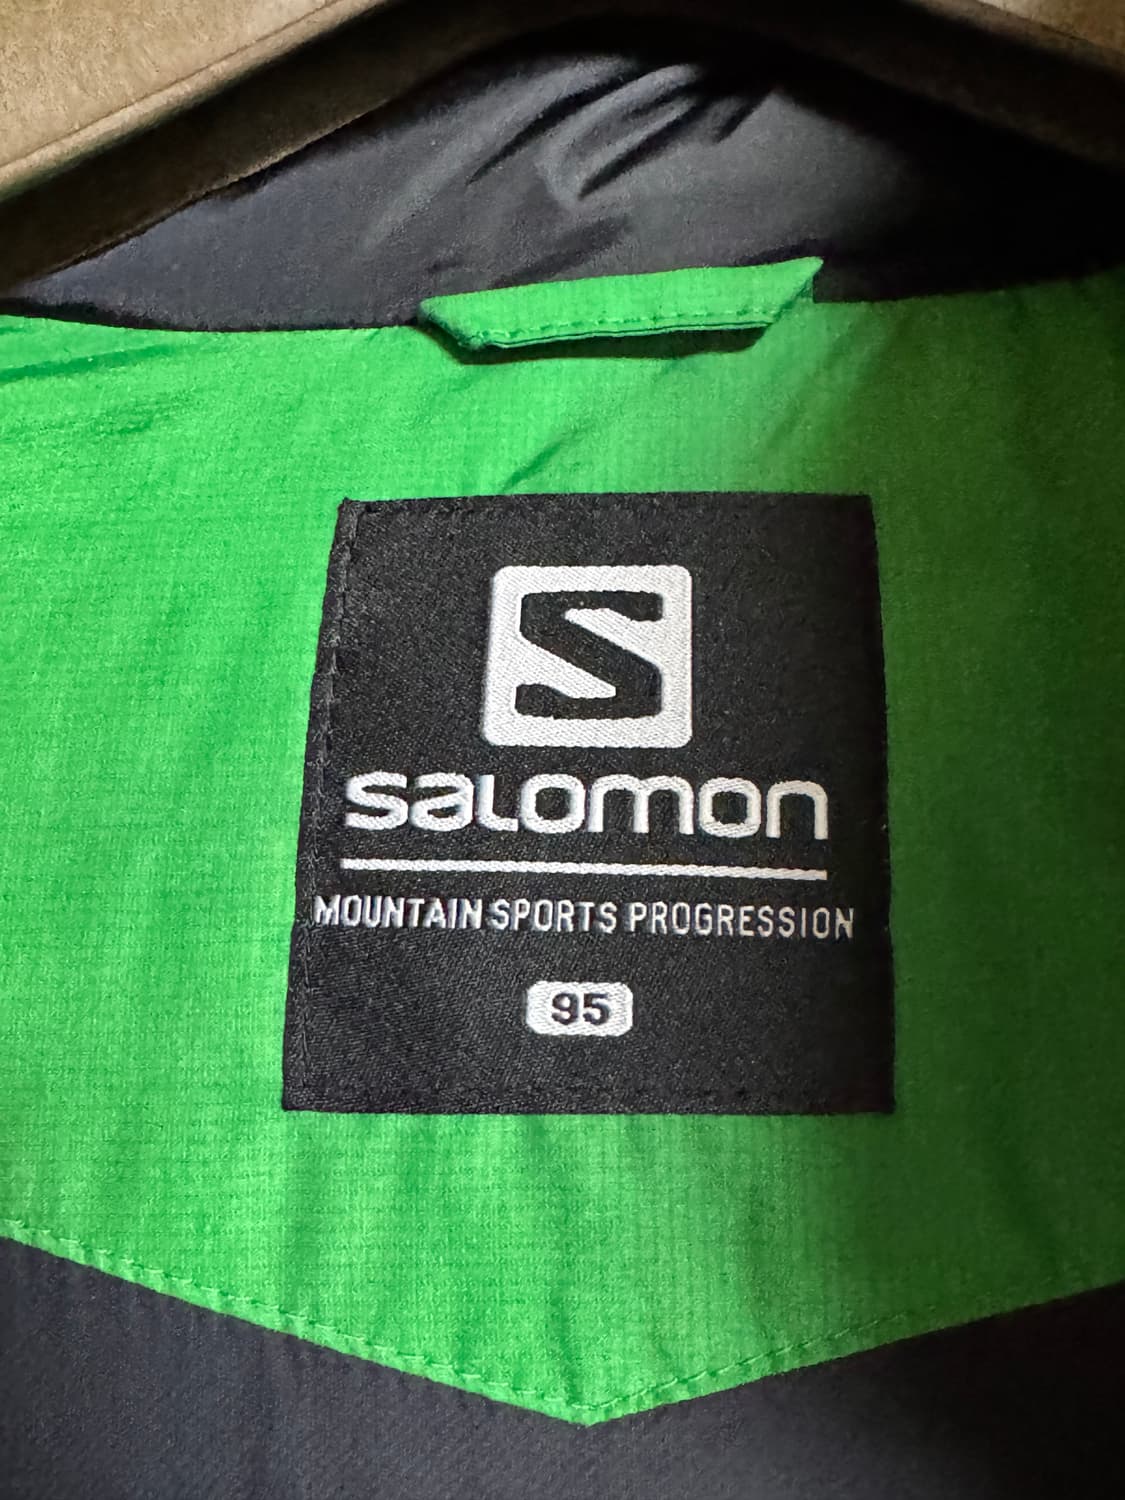 S
salomon
MOUNTAIN SPORTS PROGRESSION
95